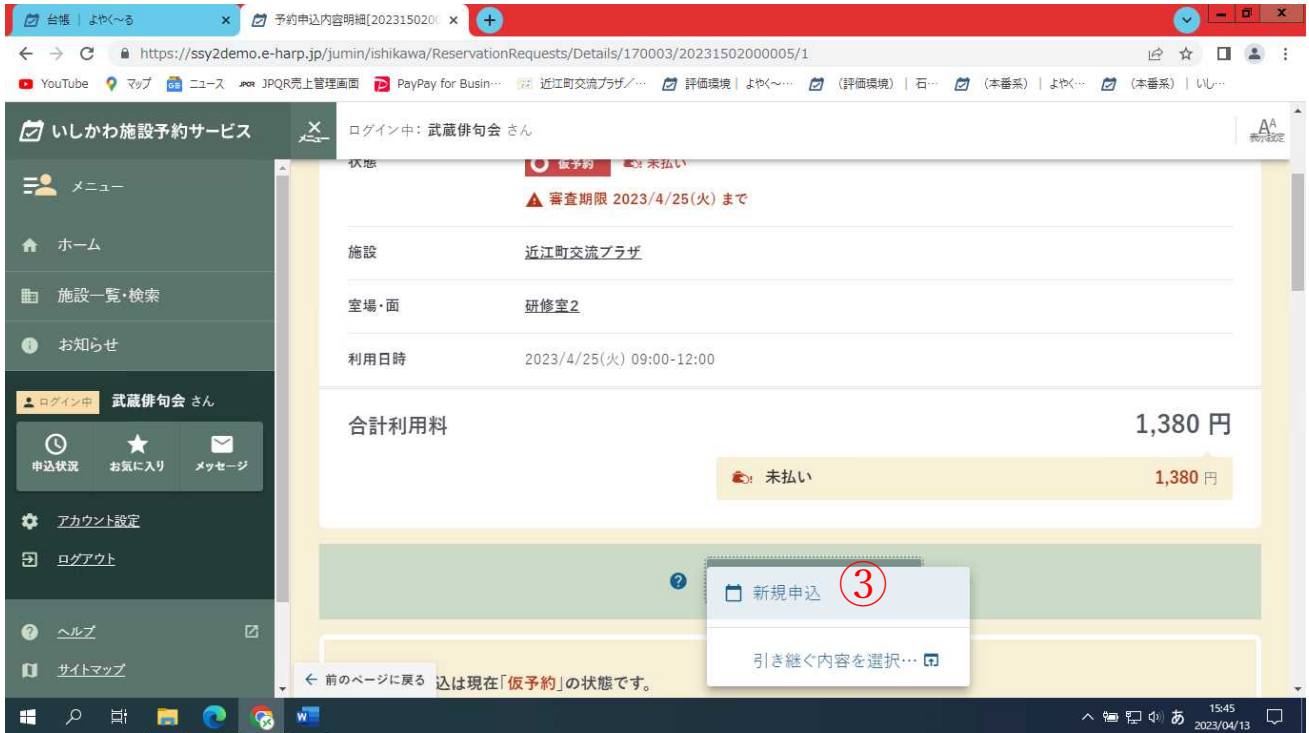 台帳 | よやく~る
予約申込内容明細[2023150200
https://ssy2demo.e-harp.jp/jumin/ishikawa/ReservationRequests/Details/170003/20231502000005/1
YouTube マップ ニュース JPQR売上管理画面 PayPay for Busin… 近江町交流プラザ/… 評価環境 | よやく~… (評価環境) | 石… (本番系) | よやく… (本番系) | いし…
いしかわ施設予約サービス
メニュー
ログイン中: 武蔵俳句会 さん
AA
表示設定
メニュー
ホーム
施設一覧・検索
お知らせ
ログイン中 武蔵俳句会 さん
申込状況 お気に入り メッセージ
アカウント設定
ログアウト
ヘルプ
サイトマップ
状態 仮予約 未払い
審査期限 2023/4/25(火) まで
施設 近江町交流プラザ
室場・面 研修室2
利用日時 2023/4/25(火) 09:00-12:00
合計利用料 1,380 円
未払い 1,380 円
新規申込 ③
引き継ぐ内容を選択…
← 前のページに戻る
込は現在「仮予約」の状態です。
あ
15:45
2023/04/13